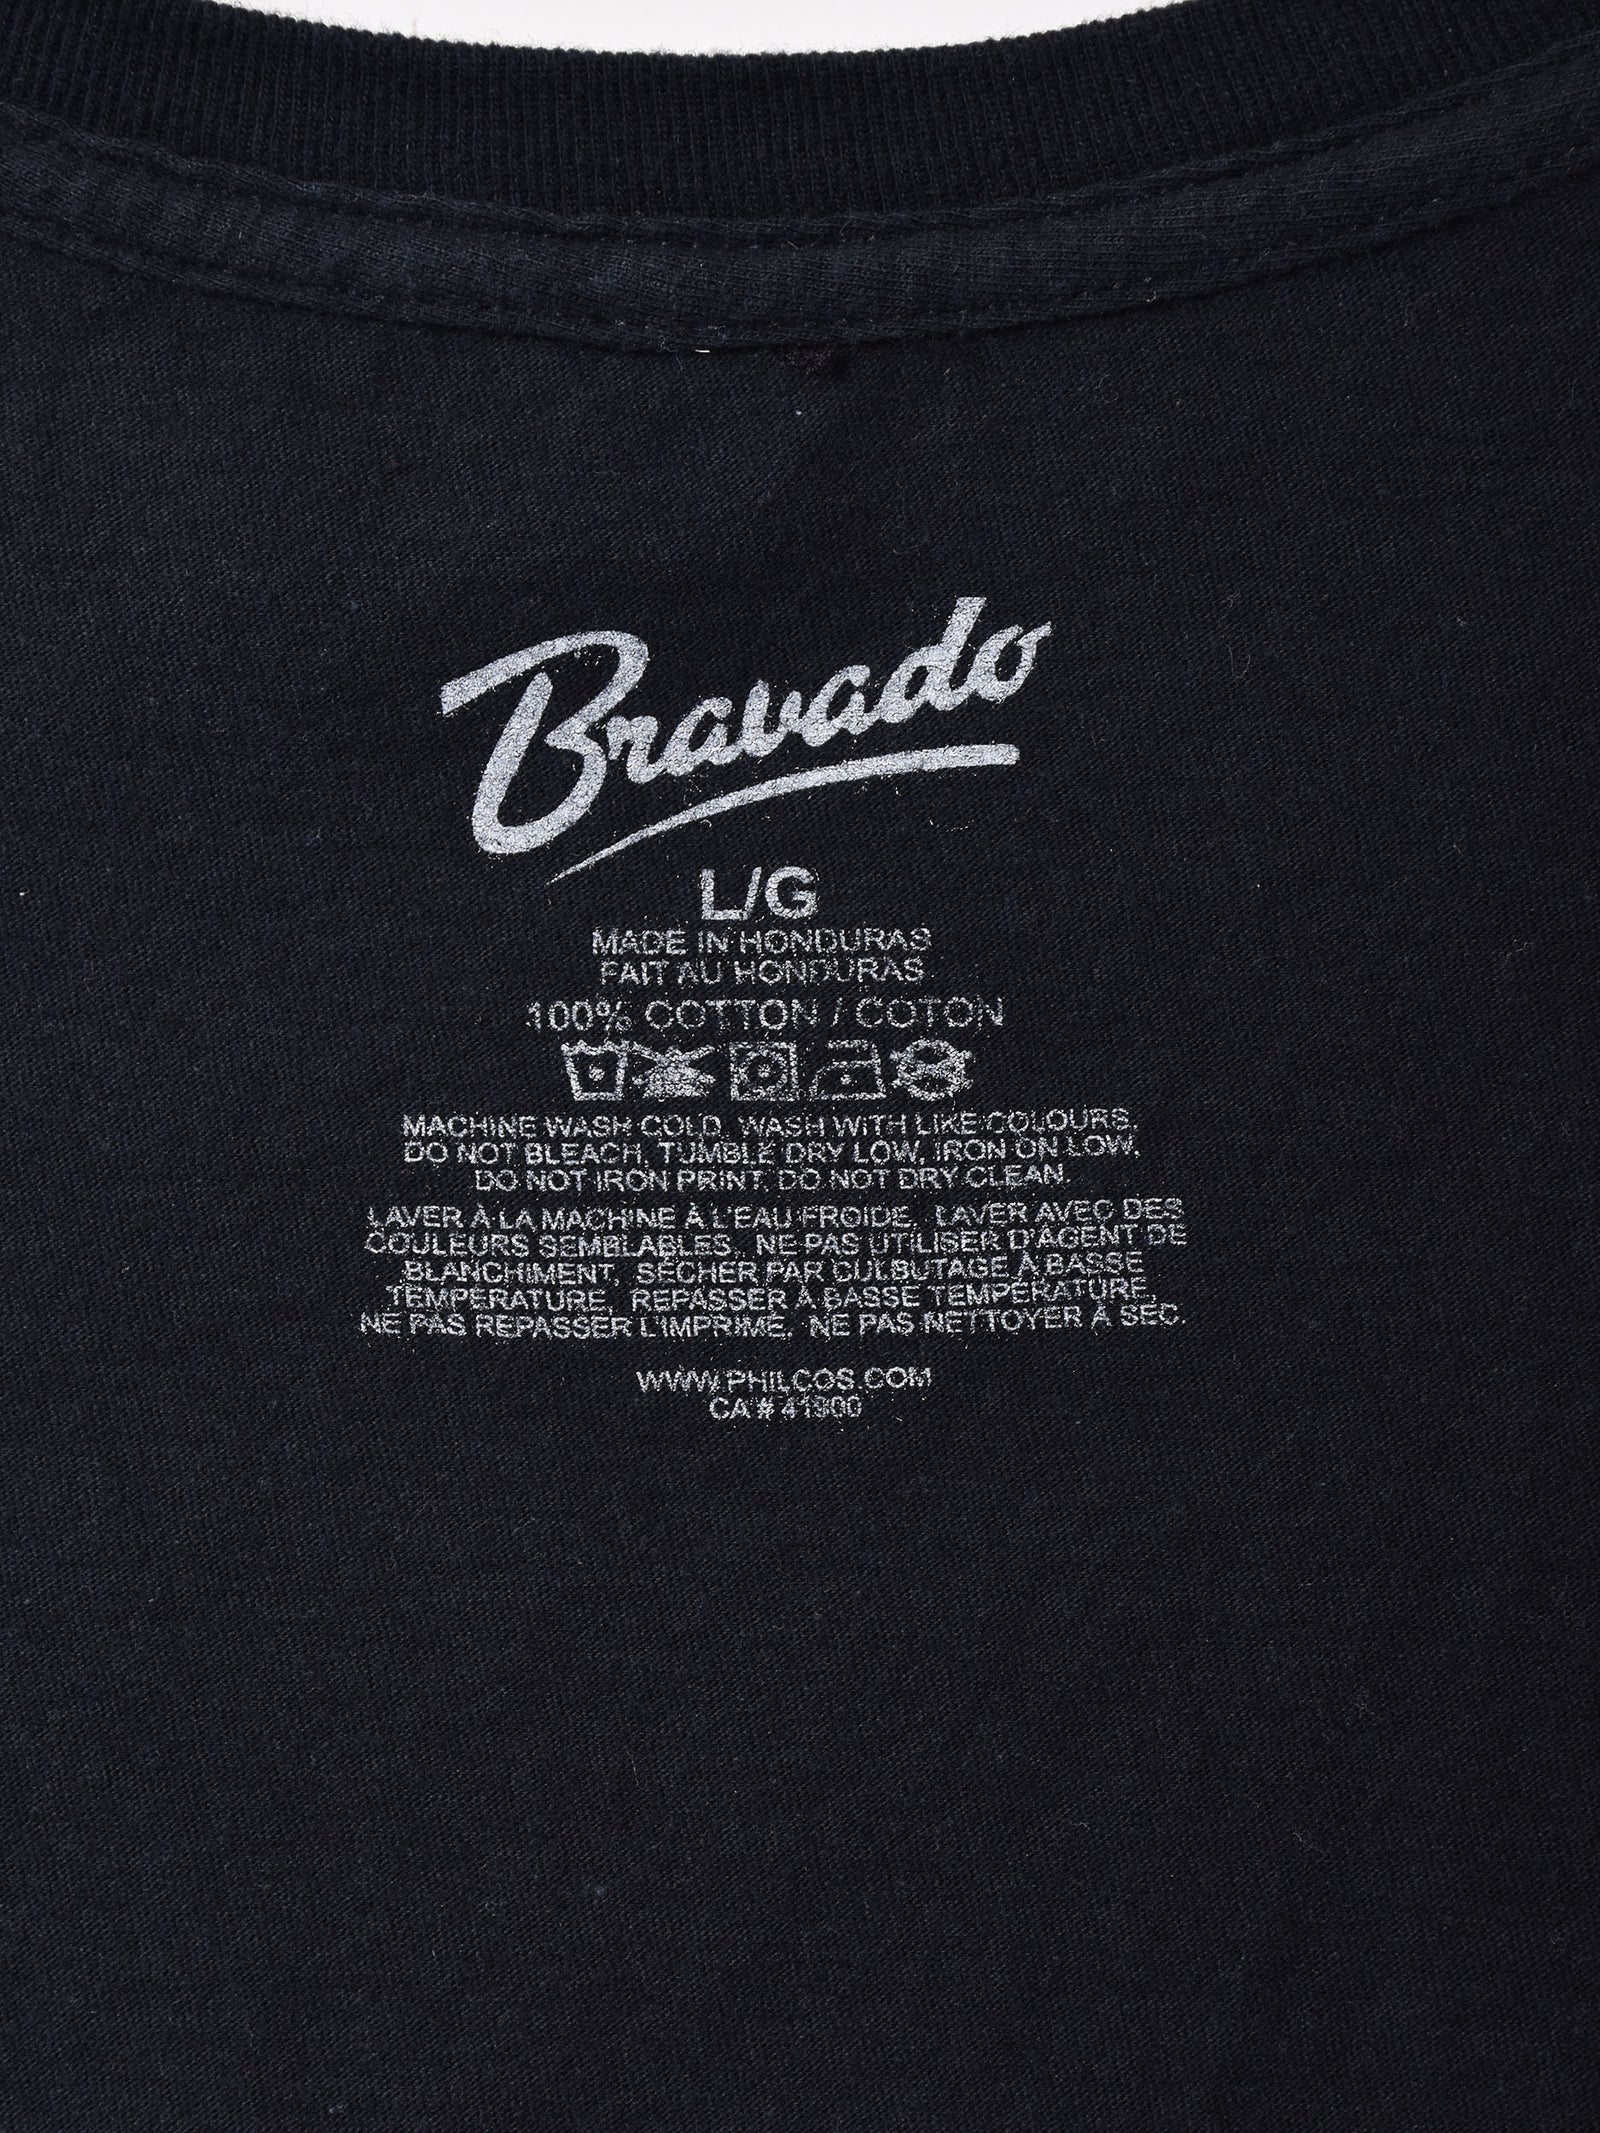 Bravado
L/G
MADE IN HONDURAS
FAIT AU HONDURAS
100% COTTON / COTON
MACHINE WASH COLD. WASH WITH LIKE COLOURS.
DO NOT BLEACH. TUMBLE DRY LOW. IRON ON LOW.
DO NOT IRON PRINT. DO NOT DRY CLEAN.
LAVER À LA MACHINE À L'EAU FROIDE. LAVER AVEC DES
COULEURS SEMBLABLES. NE PAS UTILISER D'AGENT DE
BLANCHIMENT. SÉCHER PAR CULBUTAGE À BASSE
TEMPÉRATURE. REPASSER À BASSE TEMPÉRATURE.
NE PAS REPASSER L'IMPRIMÉ. NE PAS NETTOYER À SEC.
WWW.PHILCOS.COM
CA # 41900